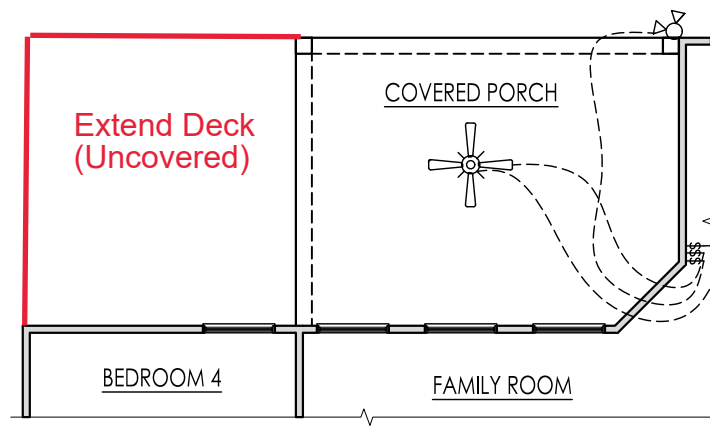 COVERED PORCH
Extend Deck
(Uncovered)
$$$
BEDROOM 4
FAMILY ROOM